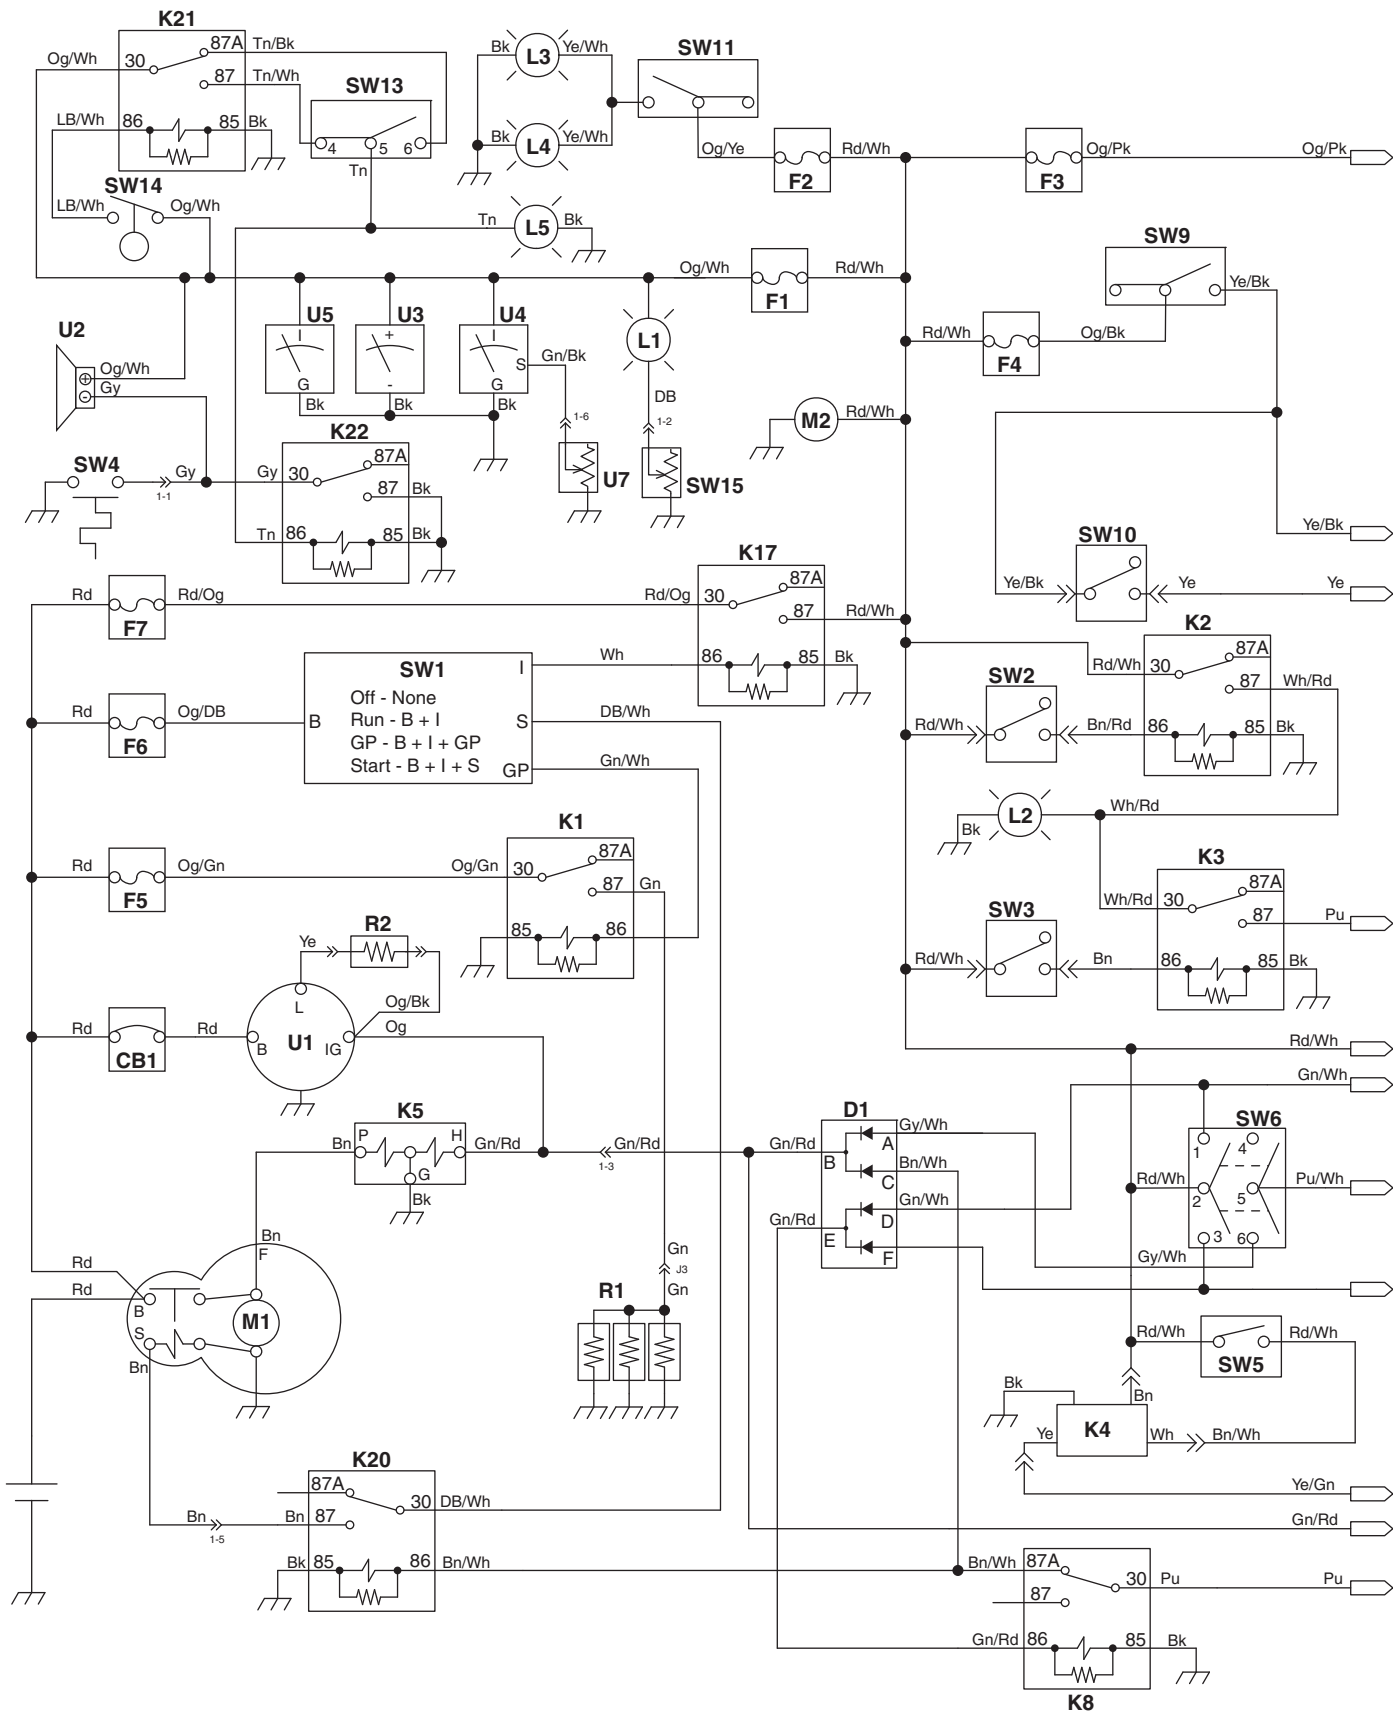 K21
Og/Wh
30
87A
Tn/Bk
87
Tn/Wh
LB/Wh
86
85
Bk
SW13
4
5
6
Tn
SW14
LB/Wh
Og/Wh
Bk
L3
Ye/Wh
Bk
L4
Ye/Wh
SW11
Og/Ye
F2
Rd/Wh
F3
Og/Pk
Og/Pk
Tn
L5
Bk
SW9
Ye/Bk
Og/Wh
F1
Rd/Wh
Rd/Wh
F4
Og/Bk
U2
Og/Wh
Gy
U5
I
G
Bk
U3
+
-
Bk
U4
I
S
G
Bk
Gn/Bk
1-6
U7
L1
DB
1-2
SW15
M2
Rd/Wh
SW4
1-1
Gy
Gy
K22
30
87A
87
Bk
Tn
86
85
Bk
Ye/Bk
SW10
Ye/Bk
Ye
Ye
Rd
F7
Rd/Og
Rd/Og
K17
30
87A
87
Rd/Wh
86
85
Bk
Wh
SW1
Off - None
Run - B + I
GP - B + I + GP
Start - B + I + S
B
I
S
GP
DB/Wh
Gn/Wh
Rd
F6
Og/DB
K2
Rd/Wh
30
87A
87
Wh/Rd
SW2
Rd/Wh
Bn/Rd
86
85
Bk
L2
Bk
Wh/Rd
Rd
F5
Og/Gn
Og/Gn
K1
30
87A
87
Gn
85
86
K3
Wh/Rd
30
87A
87
Pu
SW3
Rd/Wh
Bn
86
85
Bk
R2
Ye
Og/Bk
Og
Rd
CB1
Rd
B
L
U1
IG
Rd/Wh
Gn/Wh
K5
Bn
P
H
G
Bk
Gn/Rd
1-3
Gn/Rd
Gn/Rd
D1
B
A
C
D
E
F
Gy/Wh
Bn/Wh
Gn/Wh
Gn/Rd
SW6
1
4
2
5
3
6
Rd/Wh
Pu/Wh
Gy/Wh
Rd
Rd
Bn
F
B
S
M1
Bn
Gn
J3
Gn
R1
Rd/Wh
SW5
Rd/Wh
Bk
Bn
Ye
K4
Wh
Bn/Wh
Ye/Gn
Gn/Rd
K20
87A
30
DB/Wh
Bn
1-5
Bn
87
Bk
85
86
Bn/Wh
Bn/Wh
87A
30
Pu
Pu
87
Gn/Rd
86
85
Bk
K8